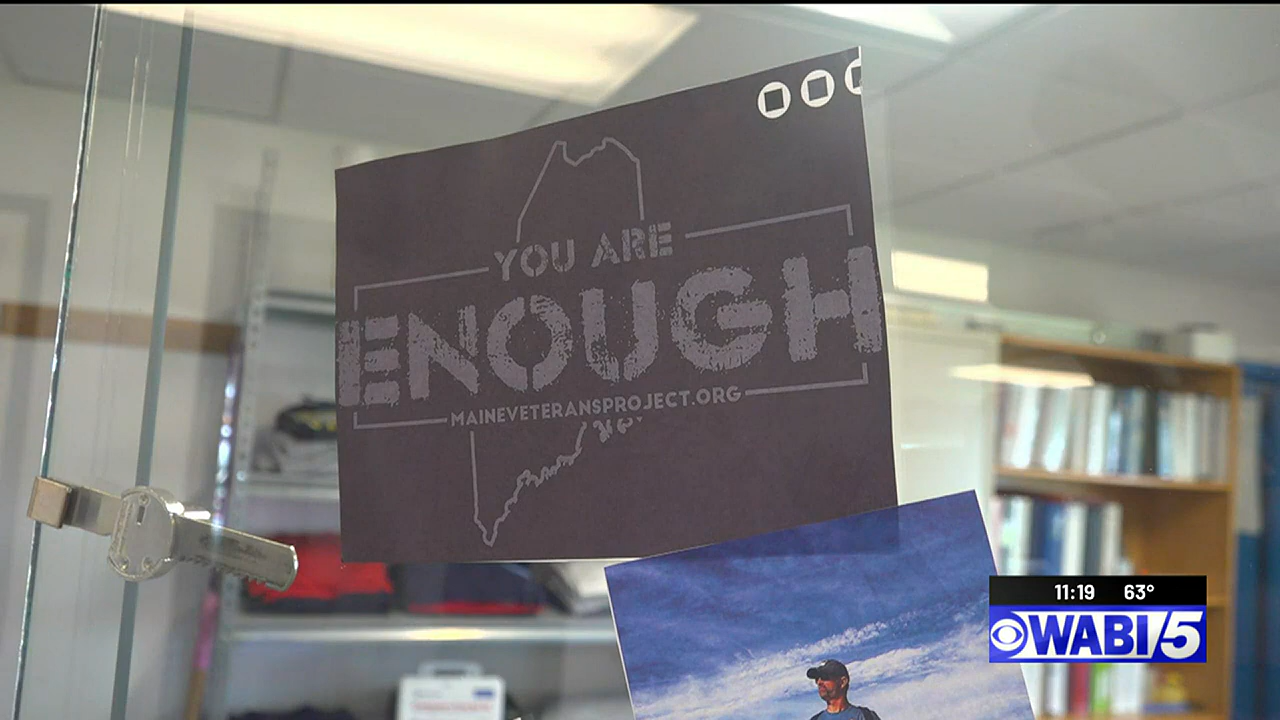 YOU ARE
ENOUGH
MAINEVETERANSPROJECT.ORG
11:19 63°
WABI 5